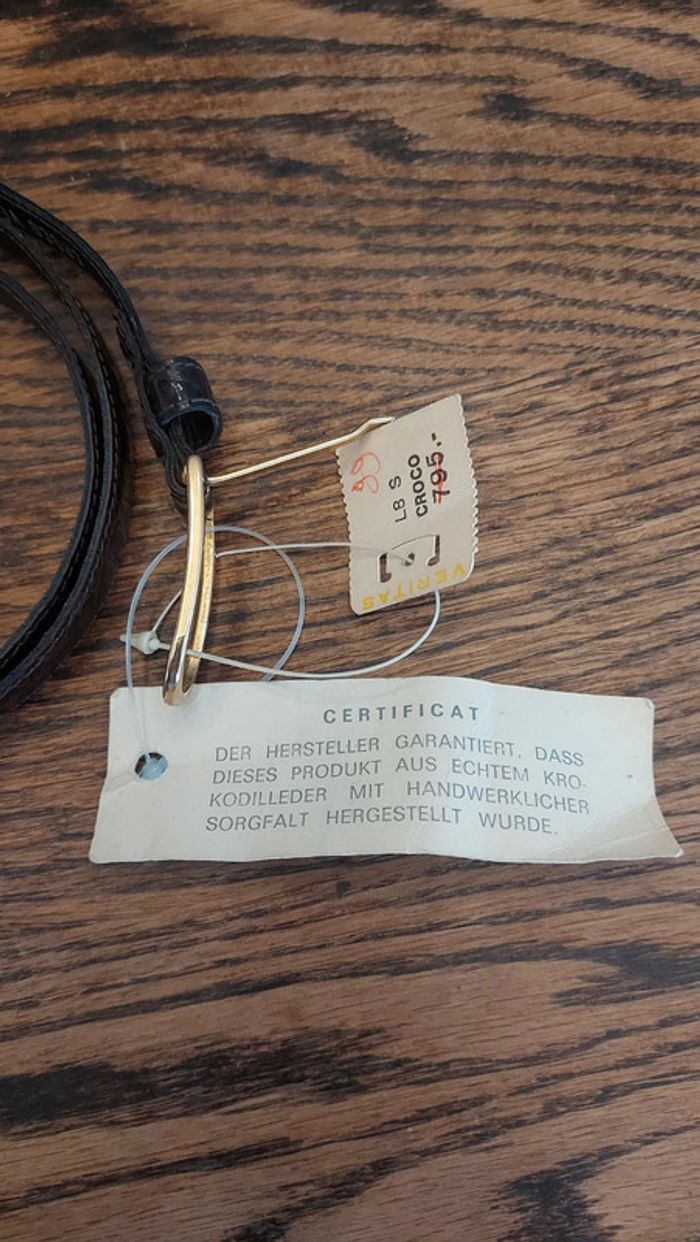 99
L8 S
CROCO
795.-
VERITAS
CERTIFICAT
DER HERSTELLER GARANTIERT, DASS
DIESES PRODUKT AUS ECHTEM KRO-
KODILLEDER MIT HANDWERKLICHER
SORGFALT HERGESTELLT WURDE.